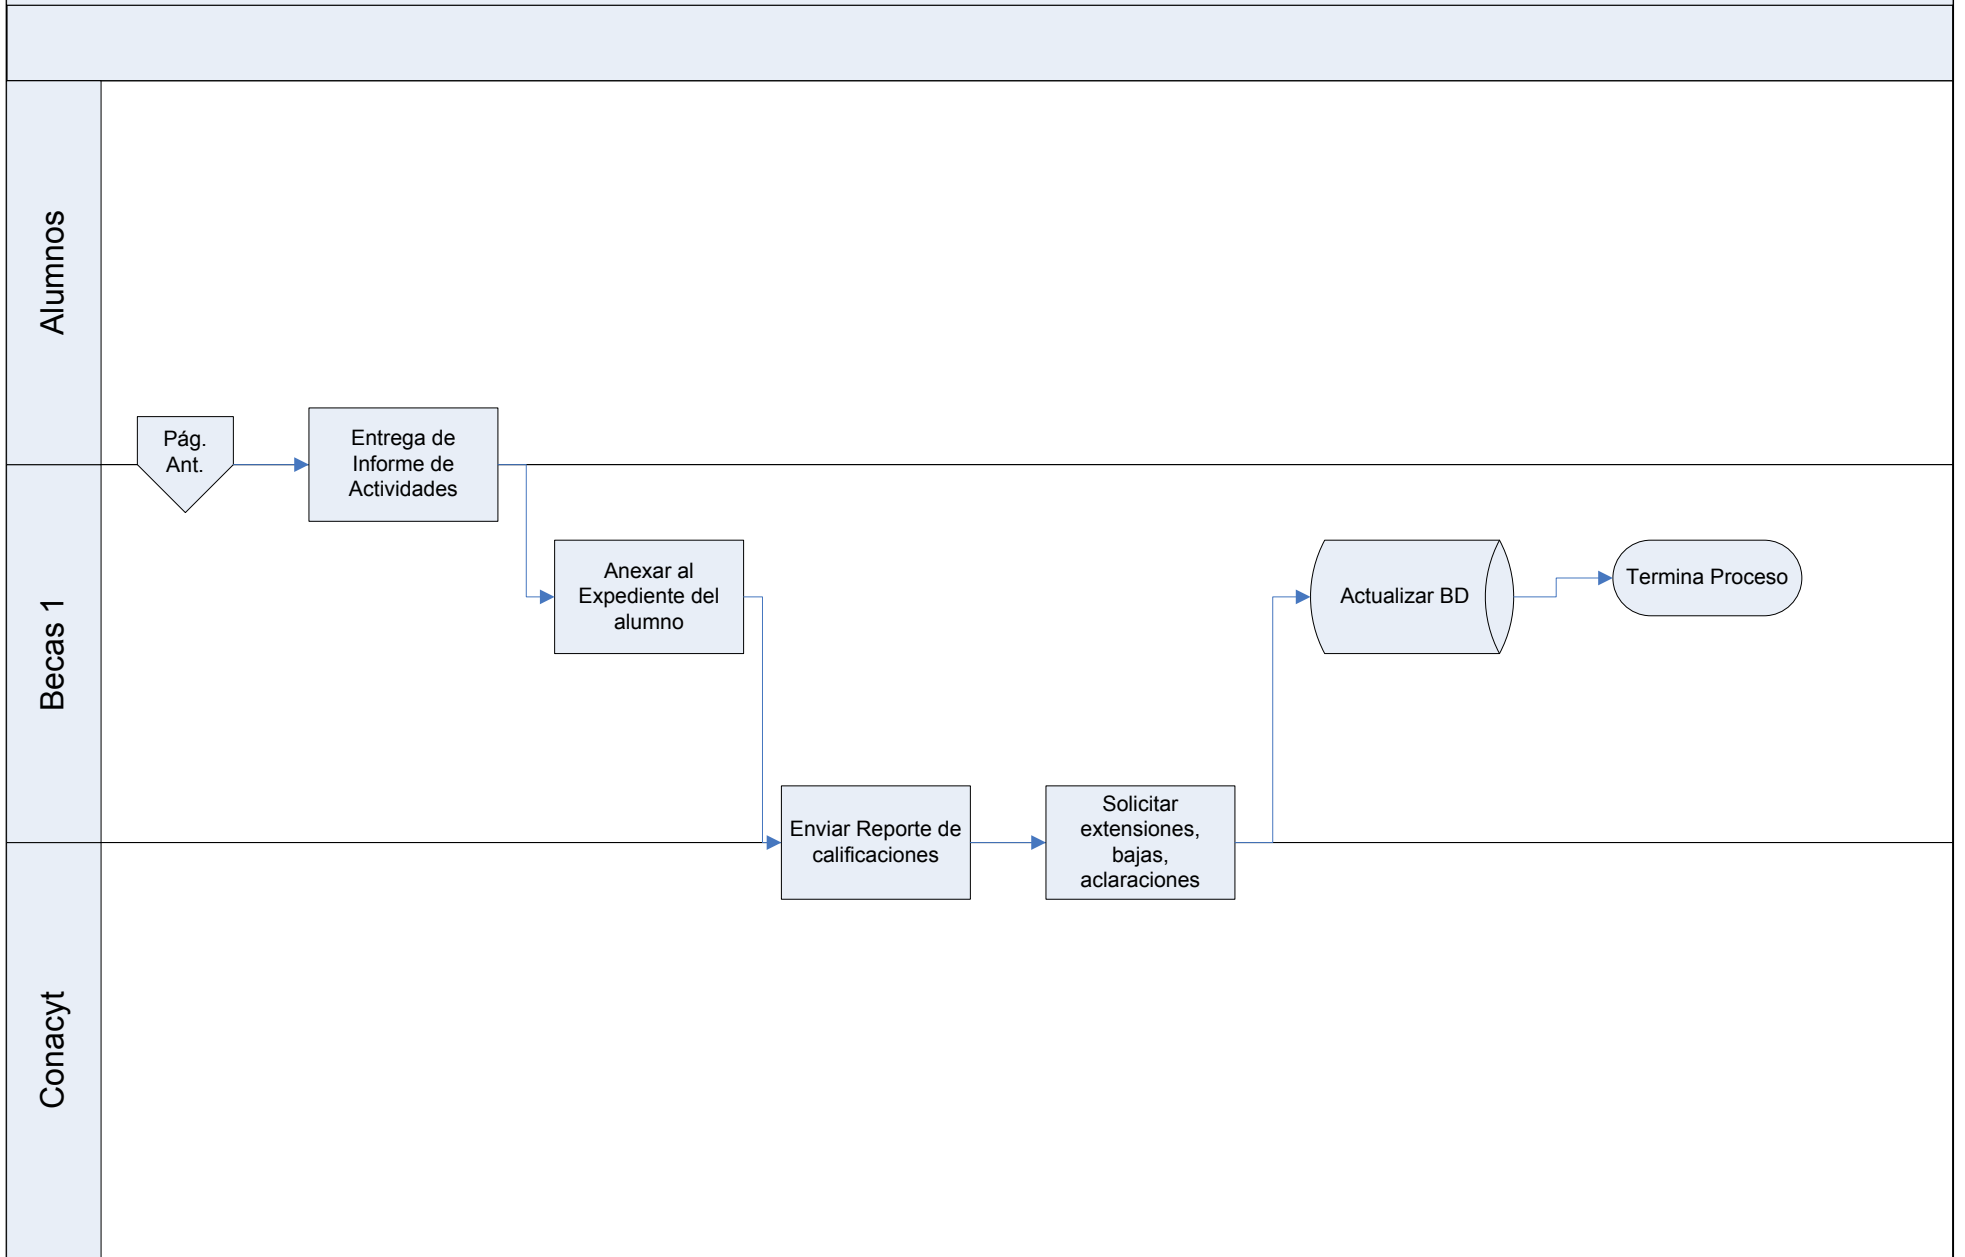 Alumnos
Pág.
Ant.
Entrega de
Informe de
Actividades
Becas 1
Anexar al
Expediente del
alumno
Actualizar BD
Termina Proceso
Enviar Reporte de
calificaciones
Solicitar
extensiones,
bajas,
aclaraciones
Conacyt